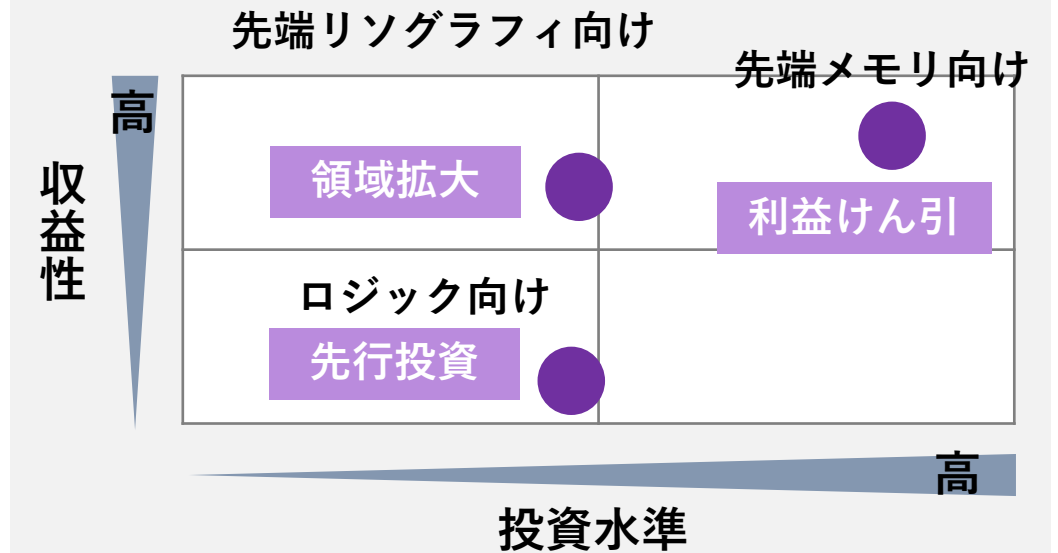 先端リソグラフィ向け
先端メモリ向け
高
領域拡大
利益けん引
収益性
ロジック向け
先行投資
高
投資水準